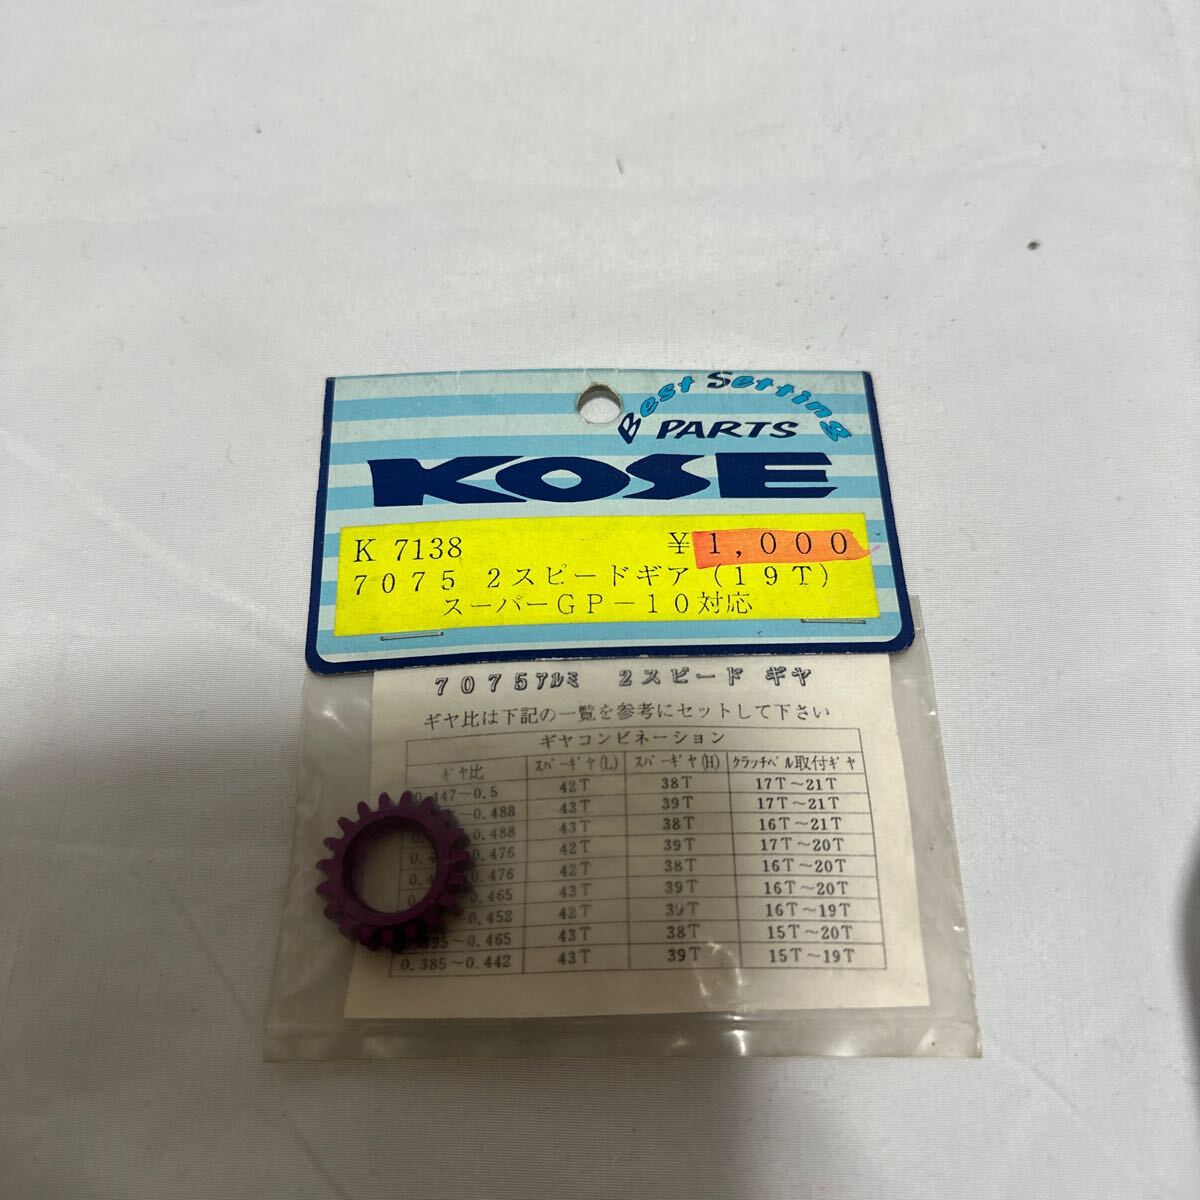 Best Setting
PARTS
KOSE
K 7138 ¥1,000
7075 2スピードギア(19T)
スーパーGP-10対応
7075アルミ 2スピード ギヤ
ギヤ比は下記の一覧を参考にセットして下さい
ギヤコンビネーション
ギヤ比 スパーギヤ(L) スパーギヤ(H) クラッチベル取付ギヤ
0.447~0.5 42T 38T 17T~21T
0.488 43T 39T 17T~21T
0.488 43T 38T 16T~21T
0.476 42T 39T 17T~20T
0.476 42T 38T 16T~20T
0.465 43T 39T 16T~20T
0.452 42T 39T 16T~19T
0.395~0.465 43T 38T 15T~20T
0.385~0.442 43T 39T 15T~19T